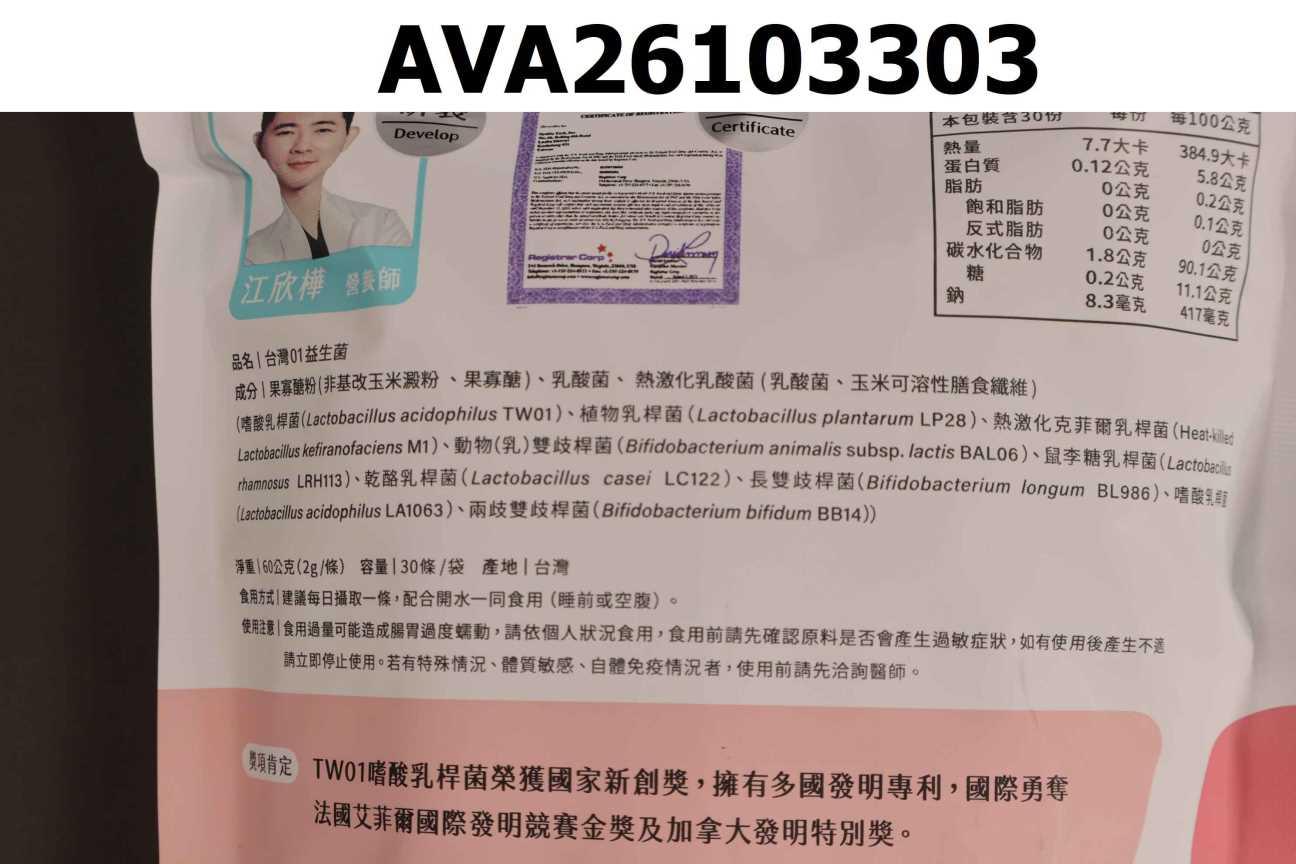 AVA26103303
Develop
Certificate
Registrar Corp
江欣樺 營養師
本包裝含30份 每份 每100公克
熱量 7.7大卡 384.9大卡
蛋白質 0.12公克 5.8公克
脂肪 0公克 0.2公克
飽和脂肪 0公克 0.1公克
反式脂肪 0公克 0公克
碳水化合物 1.8公克 90.1公克
糖 0.2公克 11.1公克
鈉 8.3毫克 417毫克
品名|台灣01益生菌
成分|果寡醣粉(非基改玉米澱粉、果寡醣)、乳酸菌、熱激化乳酸菌(乳酸菌、玉米可溶性膳食纖維)
(嗜酸乳桿菌(Lactobacillus acidophilus TW01)、植物乳桿菌(Lactobacillus plantarum LP28)、熱激化克菲爾乳桿菌(Heat-killed
Lactobacillus kefiranofaciens M1)、動物(乳)雙歧桿菌(Bifidobacterium animalis subsp. lactis BAL06)、鼠李糖乳桿菌(Lactobacillus
rhamnosus LRH113)、乾酪乳桿菌(Lactobacillus casei LC122)、長雙歧桿菌(Bifidobacterium longum BL986)、嗜酸乳桿菌
(Lactobacillus acidophilus LA1063)、兩歧雙歧桿菌(Bifidobacterium bifidum BB14))
淨重|60公克(2g/條) 容量|30條/袋 產地|台灣
食用方式|建議每日攝取一條，配合開水一同食用(睡前或空腹)。
使用注意|食用過量可能造成腸胃過度蠕動，請依個人狀況食用，食用前請先確認原料是否會產生過敏症狀，如有使用後產生不適
請立即停止使用。若有特殊情況、體質敏感、自體免疫情況者，使用前請先洽詢醫師。
獎項肯定
TW01嗜酸乳桿菌榮獲國家新創獎，擁有多國發明專利，國際勇奪
法國艾菲爾國際發明競賽金獎及加拿大發明特別獎。